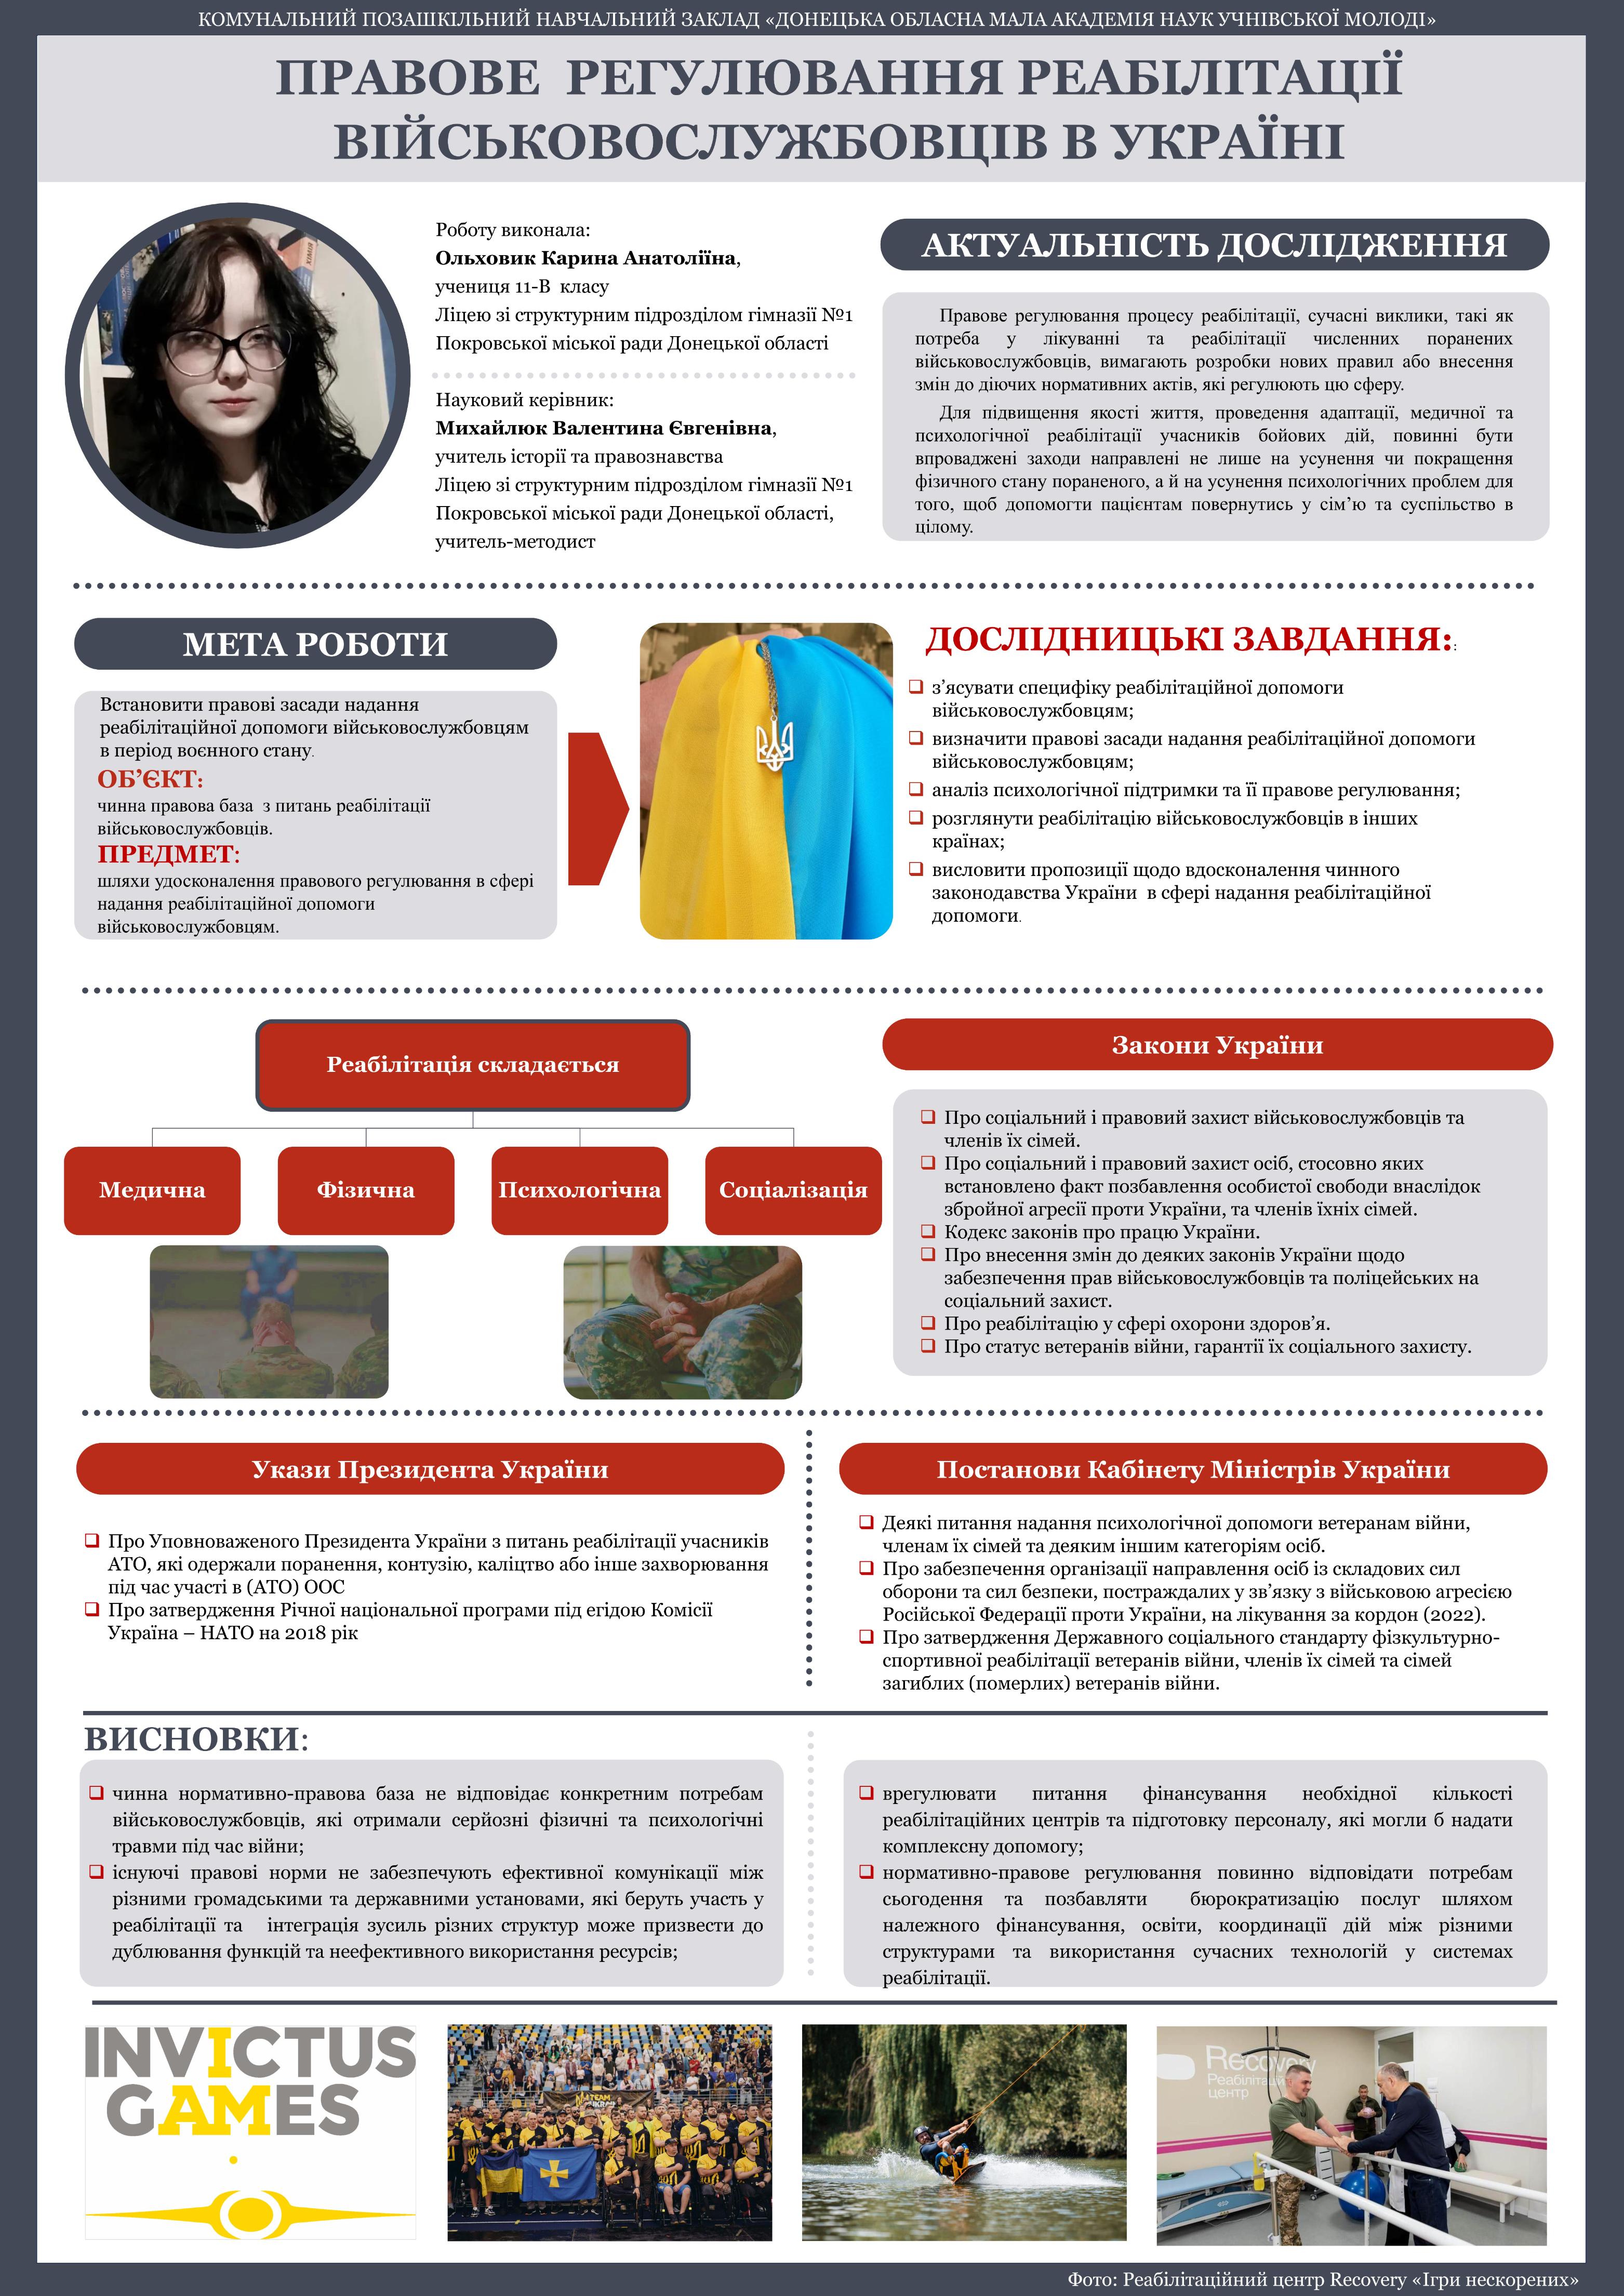 КОМУНАЛЬНИЙ ПОЗАШКІЛЬНИЙ НАВЧАЛЬНИЙ ЗАКЛАД «ДОНЕЦЬКА ОБЛАСНА МАЛА АКАДЕМІЯ НАУК УЧНІВСЬКОЇ МОЛОДІ»
ПРАВОВЕ РЕГУЛЮВАННЯ РЕАБІЛІТАЦІЇ
ВІЙСЬКОВОСЛУЖБОВЦІВ В УКРАЇНІ
Роботу виконала:
Ольховик Карина Анатоліїна,
учениця 11-В класу
Ліцею зі структурним підрозділом гімназії №1
Покровської міської ради Донецької області
Науковий керівник:
Михайлюк Валентина Євгенівна,
учитель історії та правознавства
Ліцею зі структурним підрозділом гімназії №1
Покровської міської ради Донецької області,
учитель-методист
АКТУАЛЬНІСТЬ ДОСЛІДЖЕННЯ
Правове регулювання процесу реабілітації, сучасні виклики, такі як
потреба у лікуванні та реабілітації численних поранених
військовослужбовців, вимагають розробки нових правил або внесення
змін до діючих нормативних актів, які регулюють цю сферу.
Для підвищення якості життя, проведення адаптації, медичної та
психологічної реабілітації учасників бойових дій, повинні бути
впроваджені заходи направлені не лише на усунення чи покращення
фізичного стану пораненого, а й на усунення психологічних проблем для
того, щоб допомогти пацієнтам повернутись у сім’ю та суспільство в
цілому.
МЕТА РОБОТИ
Встановити правові засади надання
реабілітаційної допомоги військовослужбовцям
в період воєнного стану.
ОБ’ЄКТ:
чинна правова база з питань реабілітації
військовослужбовців.
ПРЕДМЕТ:
шляхи удосконалення правового регулювання в сфері
надання реабілітаційної допомоги
військовослужбовцям.
ДОСЛІДНИЦЬКІ ЗАВДАННЯ::
❑ з’ясувати специфіку реабілітаційної допомоги
військовослужбовцям;
❑ визначити правові засади надання реабілітаційної допомоги
військовослужбовцям;
❑ аналіз психологічної підтримки та її правове регулювання;
❑ розглянути реабілітацію військовослужбовців в інших
країнах;
❑ висловити пропозиції щодо вдосконалення чинного
законодавства України в сфері надання реабілітаційної
допомоги.
Реабілітація складається
Медична
Фізична
Психологічна
Соціалізація
Закони України
❑ Про соціальний і правовий захист військовослужбовців та
членів їх сімей.
❑ Про соціальний і правовий захист осіб, стосовно яких
встановлено факт позбавлення особистої свободи внаслідок
збройної агресії проти України, та членів їхніх сімей.
❑ Кодекс законів про працю України.
❑ Про внесення змін до деяких законів України щодо
забезпечення прав військовослужбовців та поліцейських на
соціальний захист.
❑ Про реабілітацію у сфері охорони здоров’я.
❑ Про статус ветеранів війни, гарантії їх соціального захисту.
Укази Президента України
❑ Про Уповноваженого Президента України з питань реабілітації учасників
АТО, які одержали поранення, контузію, каліцтво або інше захворювання
під час участі в (АТО) ООС
❑ Про затвердження Річної національної програми під егідою Комісії
Україна – НАТО на 2018 рік
Постанови Кабінету Міністрів України
❑ Деякі питання надання психологічної допомоги ветеранам війни,
членам їх сімей та деяким іншим категоріям осіб.
❑ Про забезпечення організації направлення осіб із складових сил
оборони та сил безпеки, постраждалих у зв’язку з військовою агресією
Російської Федерації проти України, на лікування за кордон (2022).
❑ Про затвердження Державного соціального стандарту фізкультурно-
спортивної реабілітації ветеранів війни, членів їх сімей та сімей
загиблих (померлих) ветеранів війни.
ВИСНОВКИ:
❑ чинна нормативно-правова база не відповідає конкретним потребам
військовослужбовців, які отримали серйозні фізичні та психологічні
травми під час війни;
❑ існуючі правові норми не забезпечують ефективної комунікації між
різними громадськими та державними установами, які беруть участь у
реабілітації та інтеграція зусиль різних структур може призвести до
дублювання функцій та неефективного використання ресурсів;
❑ врегулювати питання фінансування необхідної кількості
реабілітаційних центрів та підготовку персоналу, які могли б надати
комплексну допомогу;
❑ нормативно-правове регулювання повинно відповідати потребам
сьогодення та позбавляти бюрократизацію послуг шляхом
належного фінансування, освіти, координації дій між різними
структурами та використання сучасних технологій у системах
реабілітації.
INVICTUS
GAMES
TEAM
Recovery
Реабілітаційний
центр
Фото: Реабілітаційний центр Recovery «Ігри нескорених»